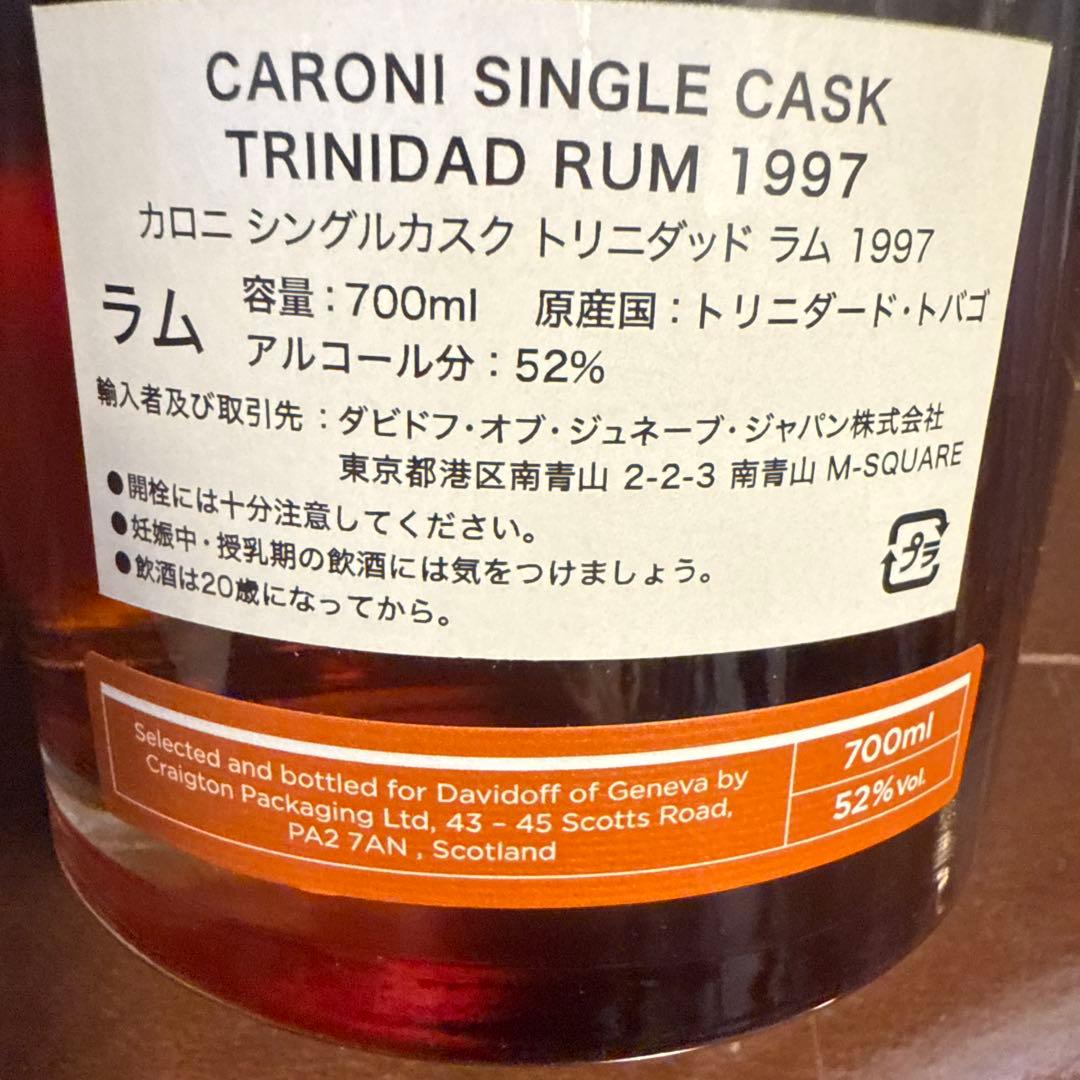 CARONI SINGLE CASK
TRINIDAD RUM 1997
カロニ シングルカスク トリニダッド ラム 1997
ラム
容量：700ml 原産国：トリニダード・トバゴ
アルコール分：52%
輸入者及び取引先：ダビドフ・オブ・ジュネーブ・ジャパン株式会社
東京都港区南青山 2-2-3 南青山 M-SQUARE
●開栓には十分注意してください。
●妊娠中・授乳期の飲酒には気をつけましょう。
●飲酒は20歳になってから。
プラ
Selected and bottled for Davidoff of Geneva by
Craigton Packaging Ltd, 43 – 45 Scotts Road,
PA2 7AN , Scotland
700ml
52%Vol.